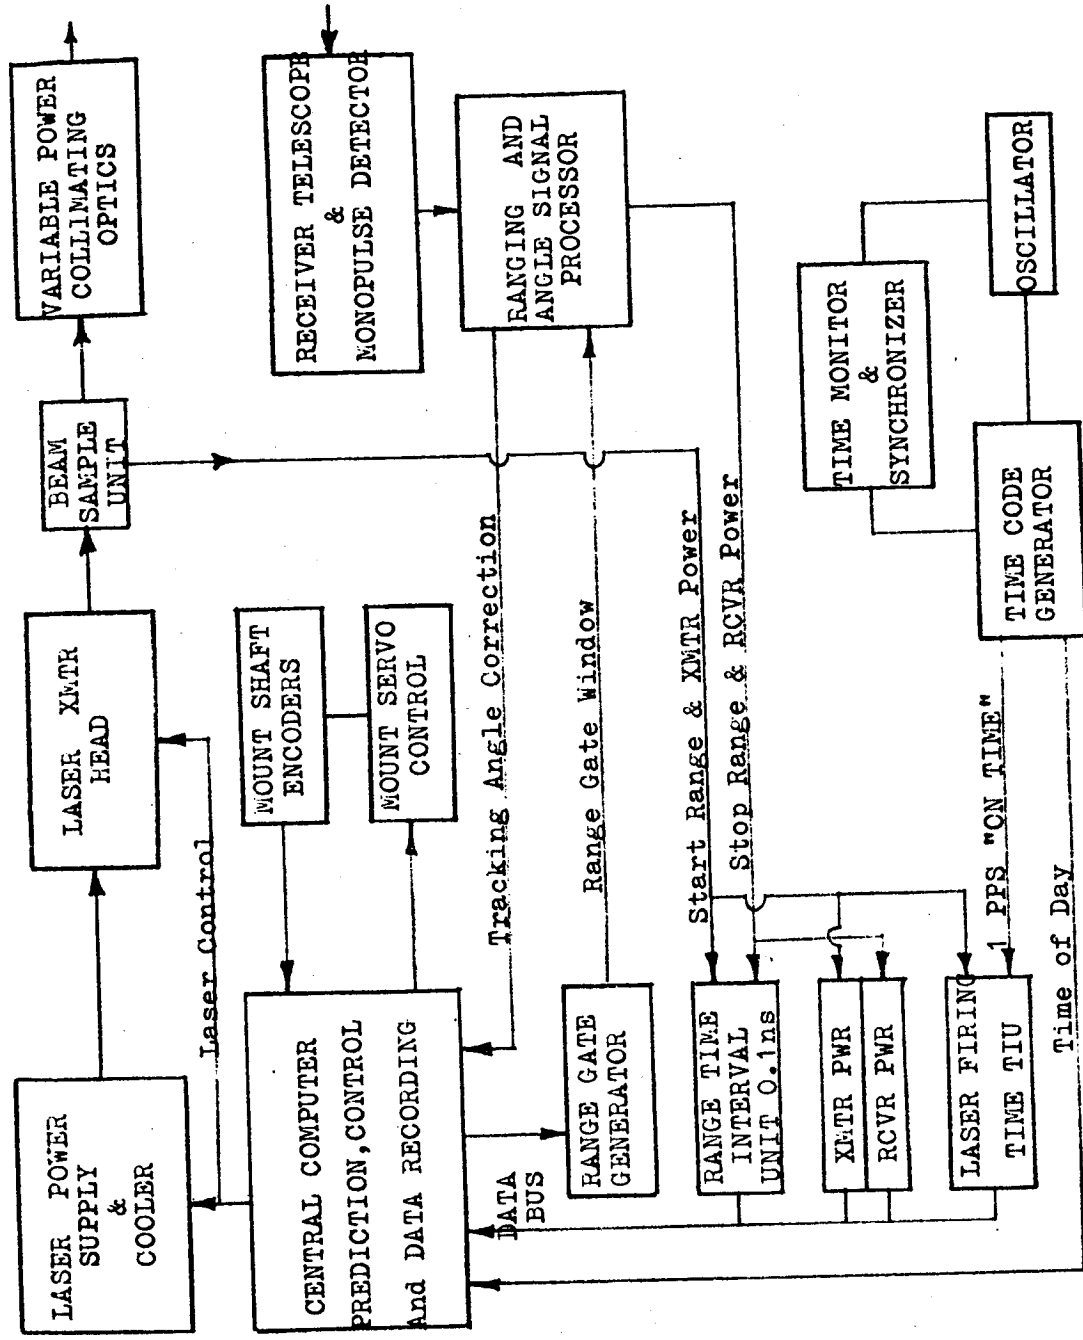 LASER POWER
SUPPLY
&
COOLER
LASER XMTR
HEAD
BEAM
SAMPLE
UNIT
VARIABLE POWER
COLLIMATING
OPTICS
Laser Control
CENTRAL COMPUTER
PREDICTION,CONTROL
And DATA RECORDING
MOUNT SHAFT
ENCODERS
MOUNT SERVO
CONTROL
RECEIVER TELESCOPE
&
MONOPULSE DETECTOR
Tracking Angle Correction
RANGING AND
ANGLE SIGNAL
PROCESSOR
DATA
BUS
RANGE GATE
GENERATOR
Range Gate Window
RANGE TIME
INTERVAL
UNIT 0.1ns
Start Range & XMTR Power
Stop Range & RCVR Power
XMTR PWR
RCVR PWR
TIME MONITOR
&
SYNCHRONIZER
LASER FIRING
TIME TIU
1 PPS "ON TIME"
TIME CODE
GENERATOR
OSCILLATOR
Time of Day